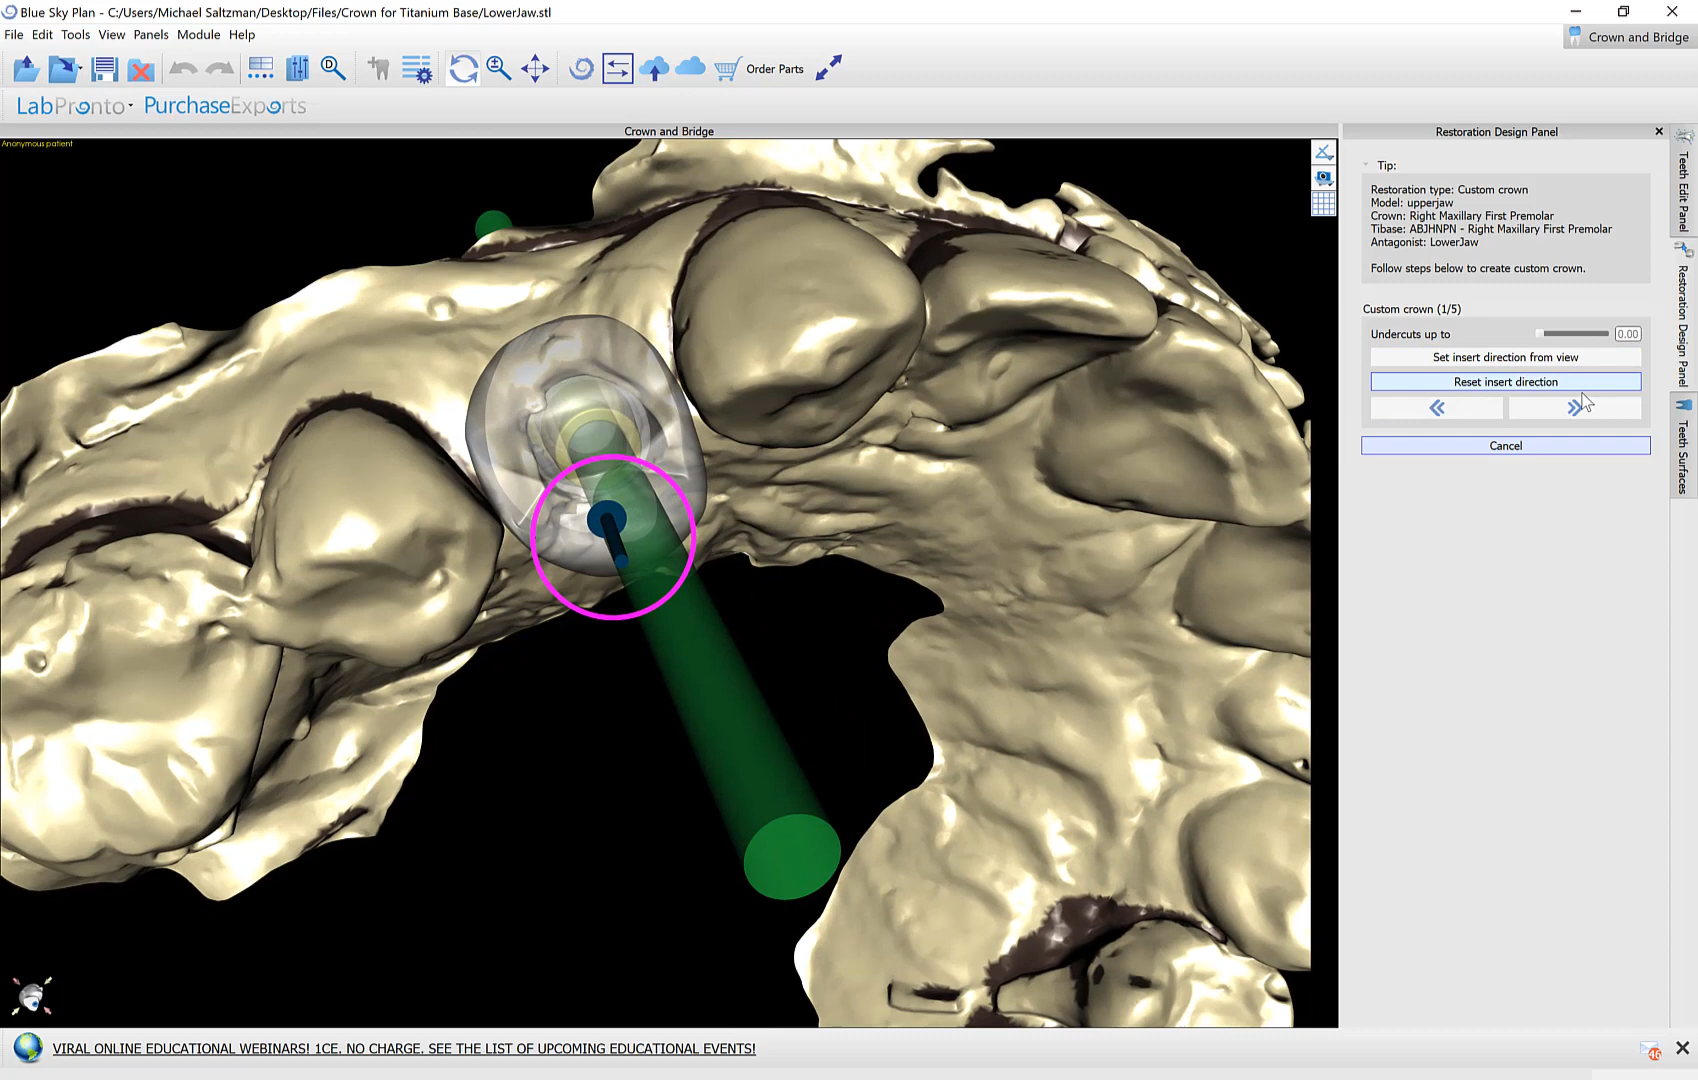 Blue Sky Plan - C:/Users/Michael Saltzman/Desktop/Files/Crown for Titanium Base/LowerJaw.stl
File Edit Tools View Panels Module Help
Crown and Bridge
D
Order Parts
LabPronto PurchaseExports
Crown and Bridge
Restoration Design Panel
Anonymous patient
Tip:
Restoration type: Custom crown
Model: upperjaw
Crown: Right Maxillary First Premolar
Tibase: ABJHNPN - Right Maxillary First Premolar
Antagonist: LowerJaw
Follow steps below to create custom crown.
Custom crown (1/5)
Undercuts up to 0.00
Set insert direction from view
Reset insert direction
Cancel
Teeth Edit Panel
Restoration Design Panel
Teeth Surfaces
VIRAL ONLINE EDUCATIONAL WEBINARS! 1CE. NO CHARGE. SEE THE LIST OF UPCOMING EDUCATIONAL EVENTS!
46